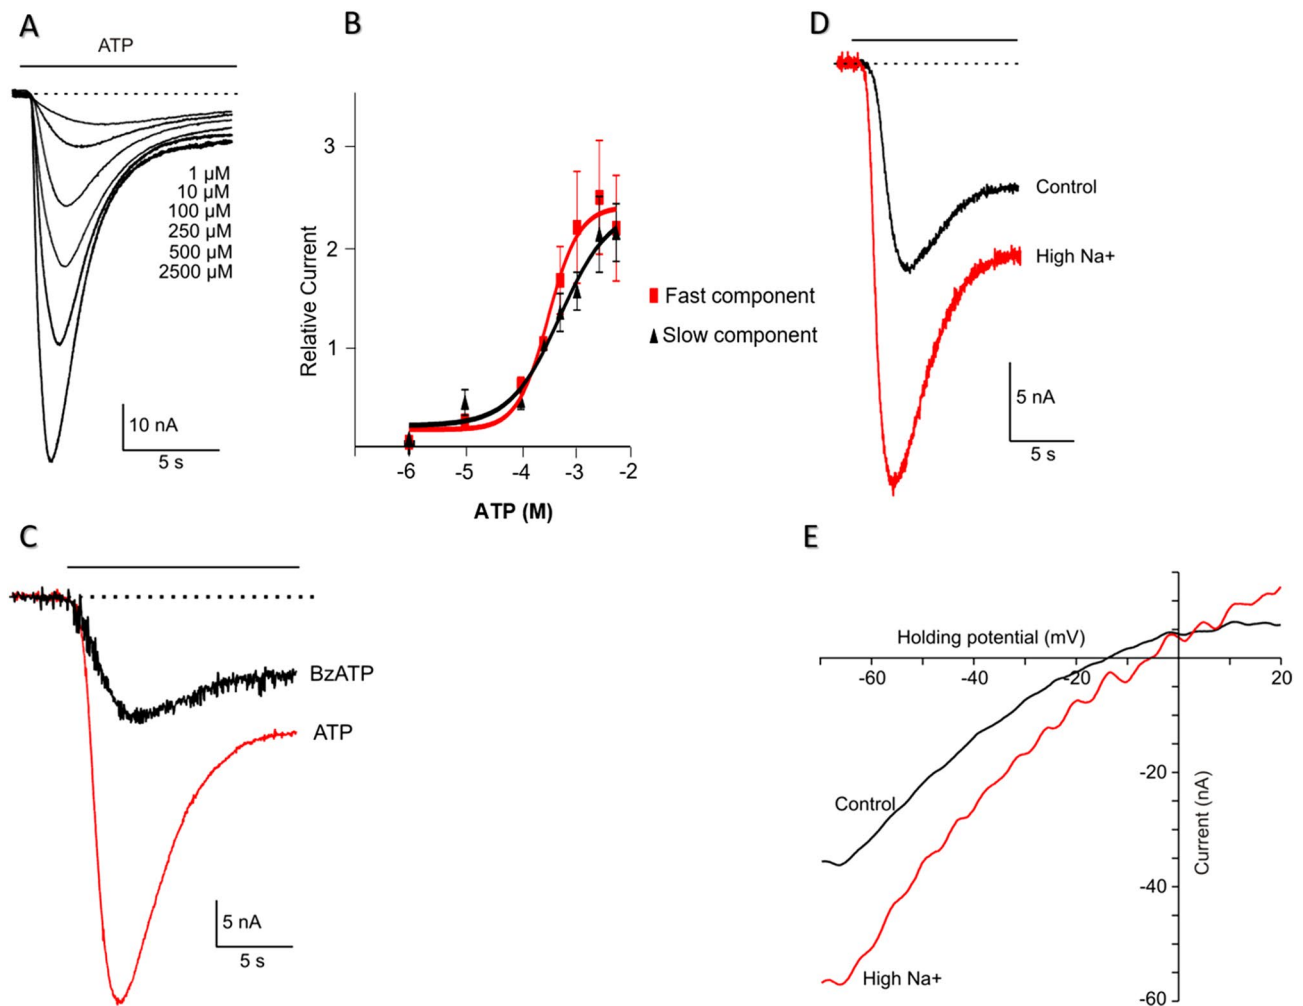 A
ATP
1 µM
10 µM
100 µM
250 µM
500 µM
2500 µM
10 nA
5 s
B
Relative Current
3
2
1
-6
-5
-4
-3
-2
ATP (M)
Fast component
Slow component
C
BzATP
ATP
5 nA
5 s
D
Control
High Na+
5 nA
5 s
E
Holding potential (mV)
-60
-40
-20
20
-20
-40
-60
Current (nA)
Control
High Na+